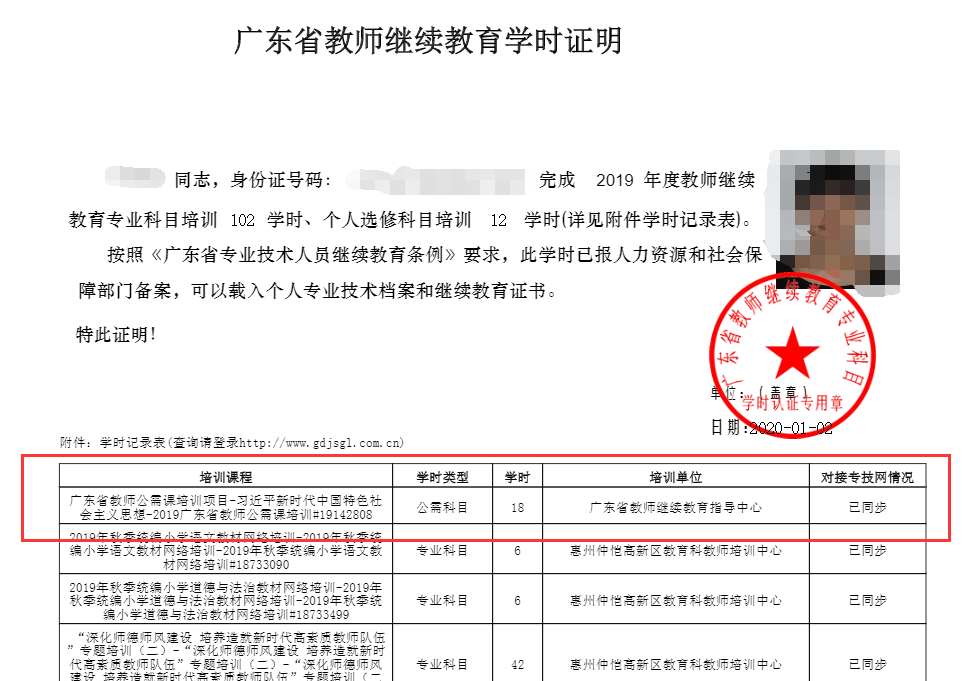 广东省教师继续教育学时证明
同志，身份证号码： 完成 2019 年度教师继续
教育专业科目培训 102 学时、个人选修科目培训 12 学时(详见附件学时记录表)。
按照《广东省专业技术人员继续教育条例》要求，此学时已报人力资源和社会保
障部门备案，可以载入个人专业技术档案和继续教育证书。
特此证明！
广东省教师继续教育专业科目
学时认证专用章
单位：（盖章）
日期:2020-01-02
附件：学时记录表(查询请登录http://www.gdjsgl.com.cn)
培训课程 学时类型 学时 培训单位 对接专技网情况
广东省教师公需课培训项目-习近平新时代中国特色社
会主义思想-2019广东省教师公需课培训#19142808
公需科目 18 广东省教师继续教育指导中心 已同步
2019年秋季统编小学语文教材网络培训-2019年秋季统
编小学语文教材网络培训-2019年秋季统编小学语文教
材网络培训#18733090
专业科目 6 惠州仲恺高新区教育科教师培训中心 已同步
2019年秋季统编小学道德与法治教材网络培训-2019年
秋季统编小学道德与法治教材网络培训-2019年秋季统
编小学道德与法治教材网络培训#18733499
专业科目 6 惠州仲恺高新区教育科教师培训中心 已同步
“深化师德师风建设 培养造就新时代高素质教师队伍
”专题培训（二）-“深化师德师风建设 培养造就新时
代高素质教师队伍”专题培训（二）-“深化师德师风
建设 培养造就新时代高素质教师队伍”专题培训（二
专业科目 42 惠州仲恺高新区教育科教师培训中心 已同步